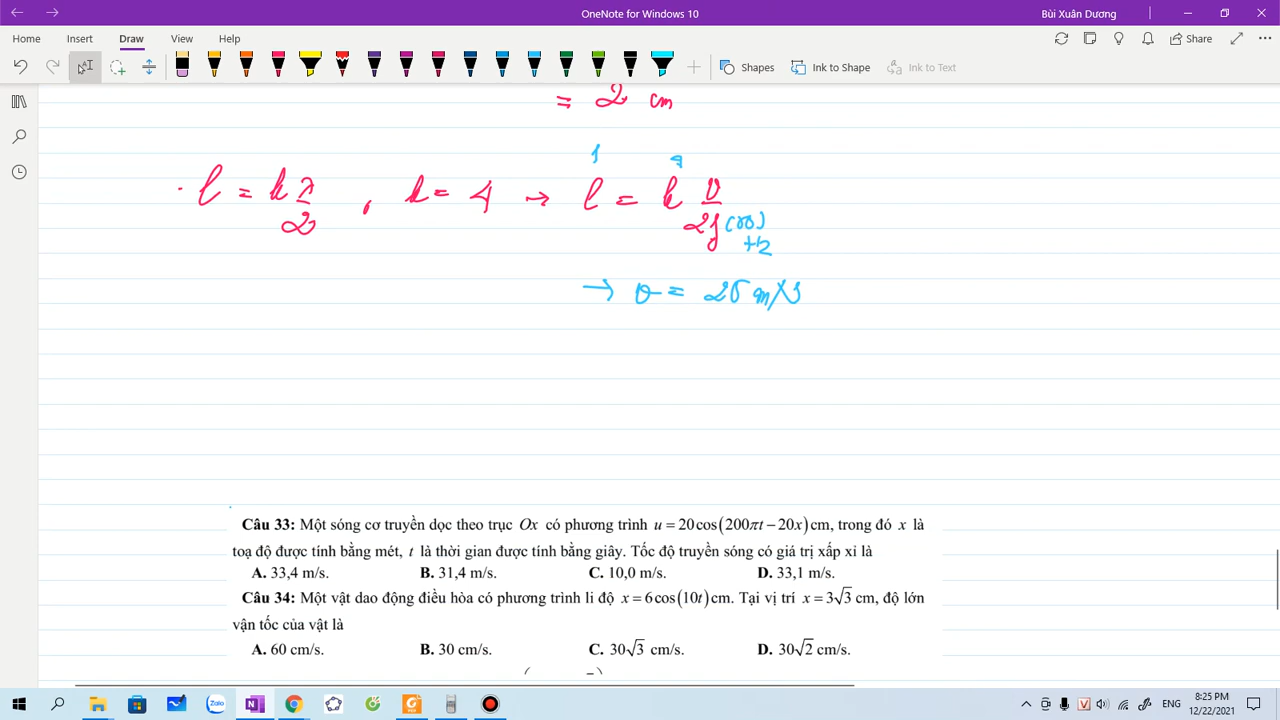 OneNote for Windows 10
Bùi Xuân Dương
Home Insert Draw View Help
Share
Shapes Ink to Shape Ink to Text
= 2 cm
l = k λ/2 , k = 4 → l = k v/2f
1 4
(50)
→ v = 25 m/s
Câu 33: Một sóng cơ truyền dọc theo trục Ox có phương trình u = 20cos(200πt − 20x) cm, trong đó x là
toạ độ được tính bằng mét, t là thời gian được tính bằng giây. Tốc độ truyền sóng có giá trị xấp xỉ là
A. 33,4 m/s. B. 31,4 m/s. C. 10,0 m/s. D. 33,1 m/s.
Câu 34: Một vật dao động điều hòa có phương trình li độ x = 6cos(10t) cm. Tại vị trí x = 3√3 cm, độ lớn
vận tốc của vật là
A. 60 cm/s. B. 30 cm/s. C. 30√3 cm/s. D. 30√2 cm/s.
Zalo
ENG
8:25 PM
12/22/2021